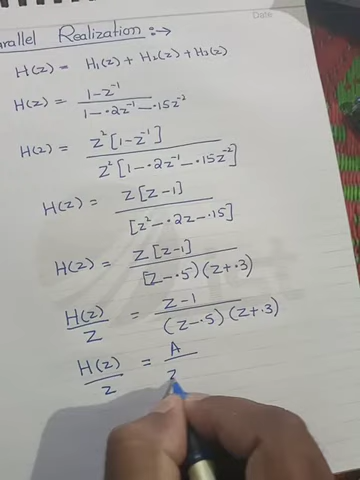 Date
arallel Realization :→
H(z) = H₁(z) + H₂(z) + H₃(z)
H(z) = 1-z⁻¹ / 1-·2z⁻¹-·15z⁻²
H(z) = z²[1-z⁻¹] / z²[1-·2z⁻¹-·15z⁻²]
H(z) = z[z-1] / [z²-·2z-·15]
H(z) = z[z-1] / [z-·5)(z+·3)
H(z)/z = z-1 / (z-·5)(z+·3)
H(z)/z = A / z